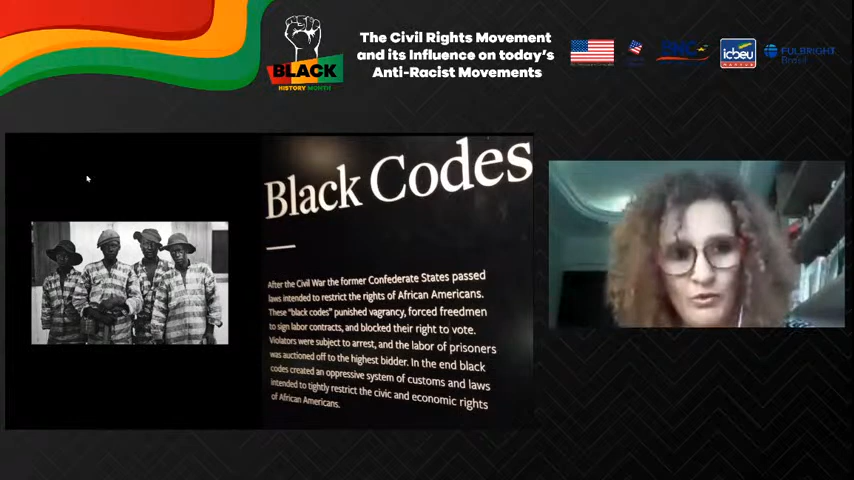 The Civil Rights Movement
and its Influence on today's
Anti-Racist Movements
BLACK
HISTORY MONTH
icbeu
MANAUS
FULBRIGHT
Brasil
Black Codes
After the Civil War the former Confederate States passed
laws intended to restrict the rights of African Americans.
These "black codes" punished vagrancy, forced freedmen
to sign labor contracts, and blocked their right to vote.
Violators were subject to arrest, and the labor of prisoners
was auctioned off to the highest bidder. In the end black
codes created an oppressive system of customs and laws
intended to tightly restrict the civic and economic rights
of African Americans.